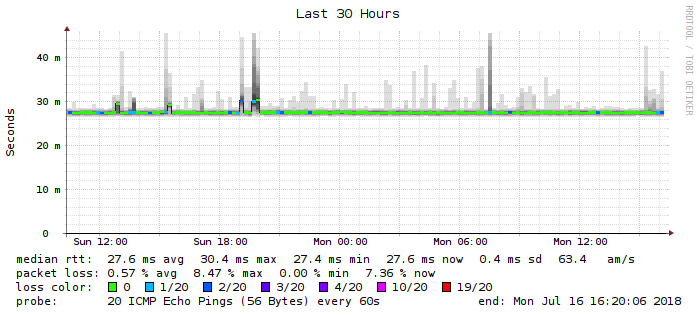 Last 30 Hours
RRDTOOL / TOBI OETIKER
Seconds
40 m
30 m
20 m
10 m
0
Sun 12:00 Sun 18:00 Mon 00:00 Mon 06:00 Mon 12:00
median rtt: 27.6 ms avg 30.4 ms max 27.4 ms min 27.6 ms now 0.4 ms sd 63.4 am/s
packet loss: 0.57 % avg 8.47 % max 0.00 % min 7.36 % now
loss color: 0 1/20 2/20 3/20 4/20 10/20 19/20
probe: 20 ICMP Echo Pings (56 Bytes) every 60s end: Mon Jul 16 16:20:06 2018